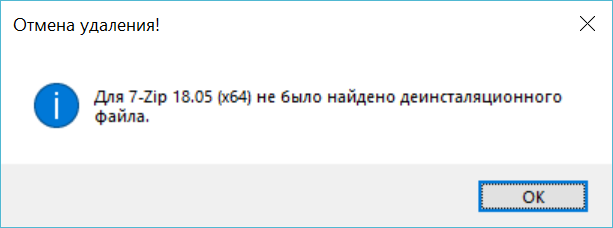 Отмена удаления!
Для 7-Zip 18.05 (x64) не было найдено деинсталяционного
файла.
OK